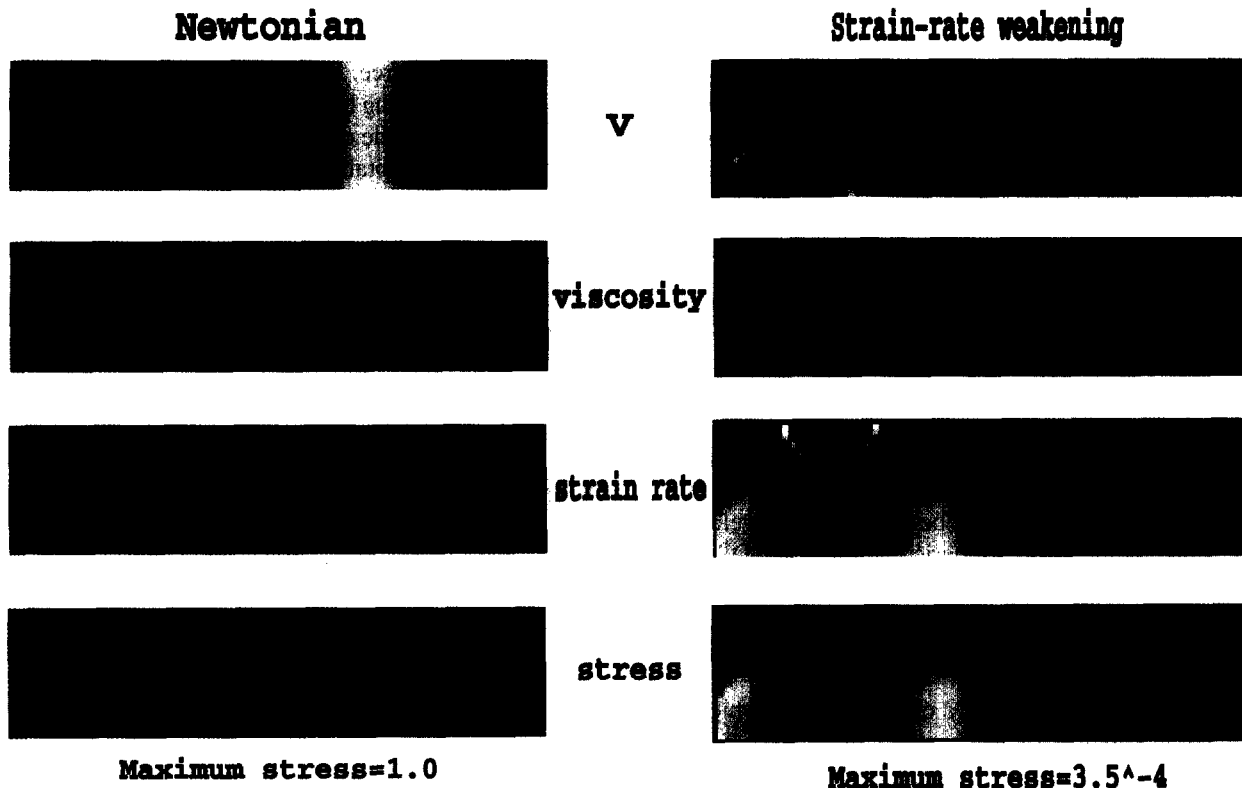 Newtonian
Strain-rate weakening
V
viscosity
strain rate
stress
Maximum stress=1.0
Maximum stress=3.5^-4